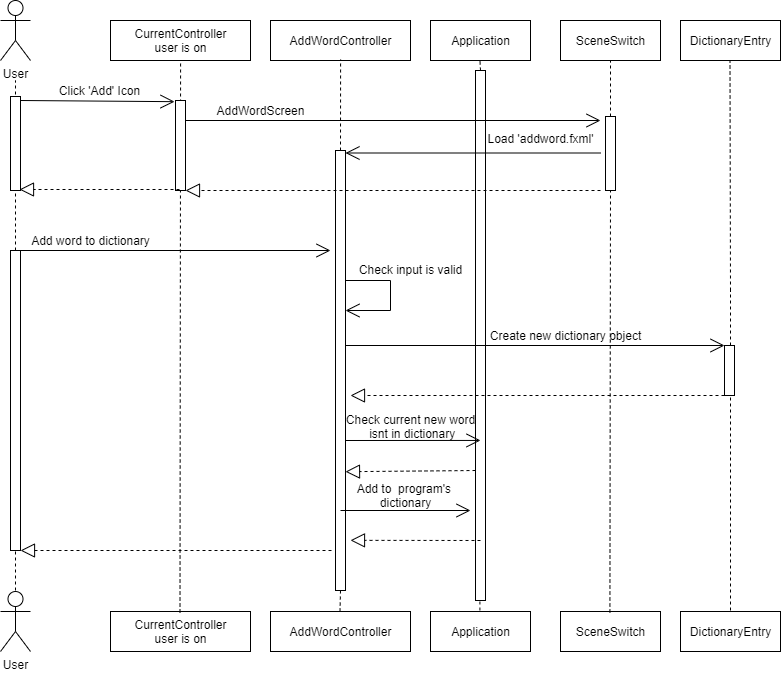 CurrentController
user is on
AddWordController
Application
SceneSwitch
DictionaryEntry
User
Click 'Add' Icon
AddWordScreen
Load 'addword.fxml'
Add word to dictionary
Check input is valid
Create new dictionary object
Check current new word
isnt in dictionary
Add to program's
dictionary
CurrentController
user is on
AddWordController
Application
SceneSwitch
DictionaryEntry
User